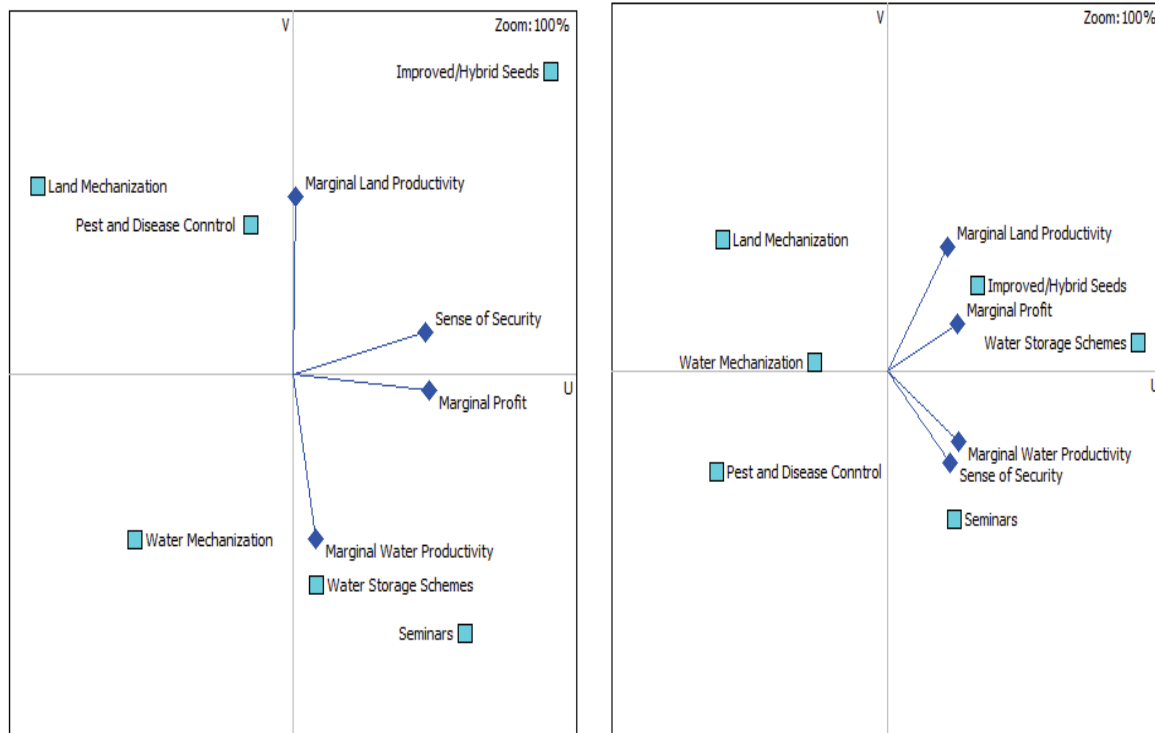 V
Zoom:100%
Improved/Hybrid Seeds
Land Mechanization
Marginal Land Productivity
Pest and Disease Conntrol
Sense of Security
U
Marginal Profit
Water Mechanization
Marginal Water Productivity
Water Storage Schemes
Seminars
V
Zoom:100%
Marginal Land Productivity
Land Mechanization
Improved/Hybrid Seeds
Marginal Profit
Water Storage Schemes
Water Mechanization
U
Marginal Water Productivity
Pest and Disease Conntrol
Sense of Security
Seminars